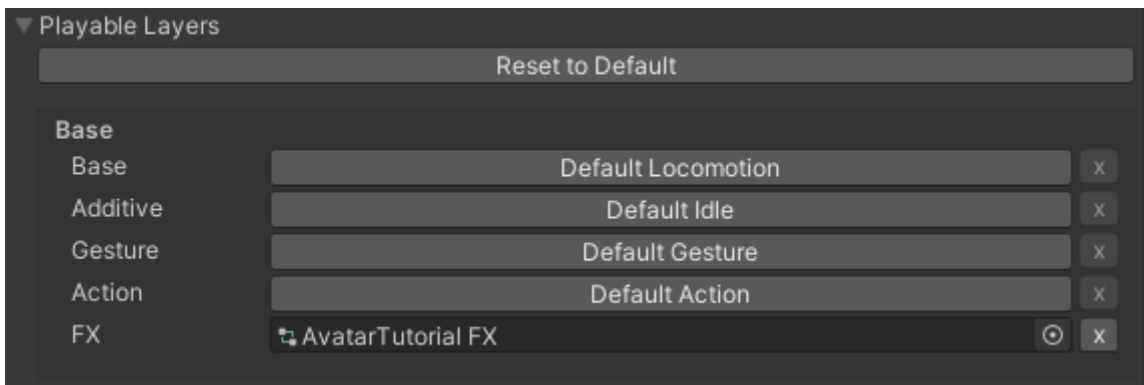 Playable Layers
Reset to Default
Base
Base Default Locomotion x
Additive Default Idle x
Gesture Default Gesture x
Action Default Action x
FX AvatarTutorial FX x